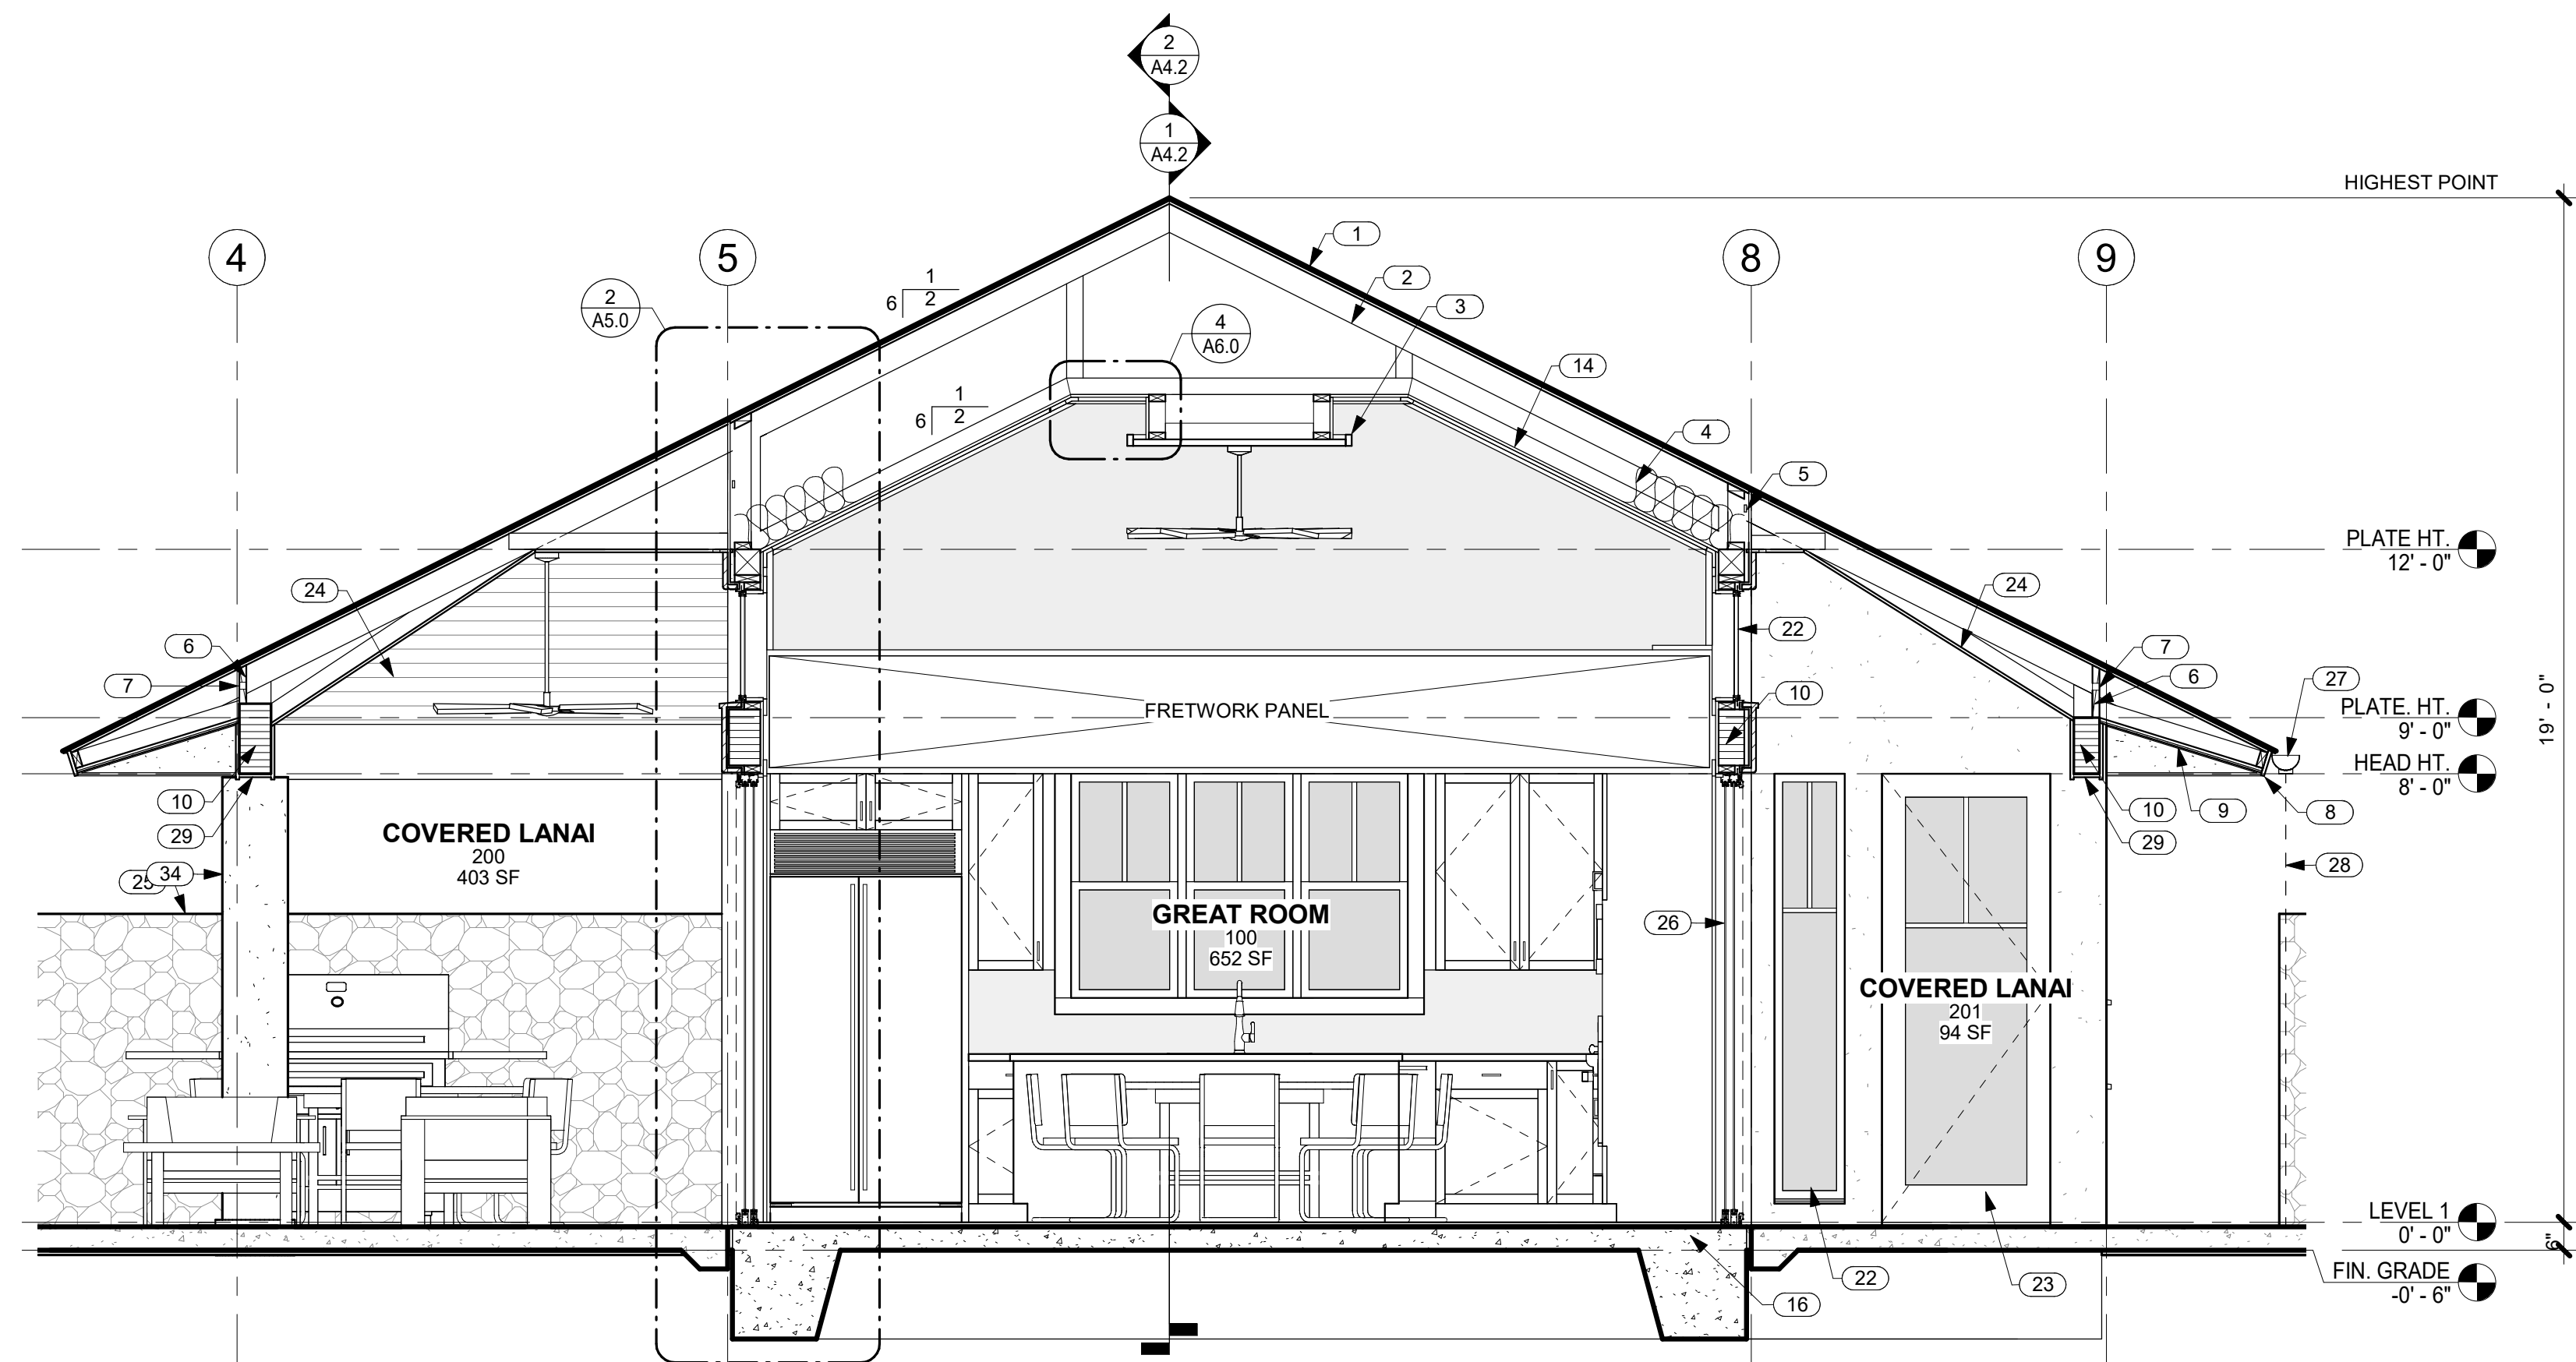 2
A4.2
1
A4.2
HIGHEST POINT
4
5
8
9
1
2
3
2
A5.0
6
1
2
4
A6.0
14
6
1
2
4
5
PLATE HT.
12' - 0"
24
24
22
6
7
7
6
27
10
FRETWORK PANEL
PLATE. HT.
9' - 0"
19' - 0"
HEAD HT.
8' - 0"
10
29
COVERED LANAI
200
403 SF
10
9
8
29
25
34
28
GREAT ROOM
100
652 SF
26
COVERED LANAI
201
94 SF
LEVEL 1
0' - 0"
6"
FIN. GRADE
-0' - 6"
22
23
16